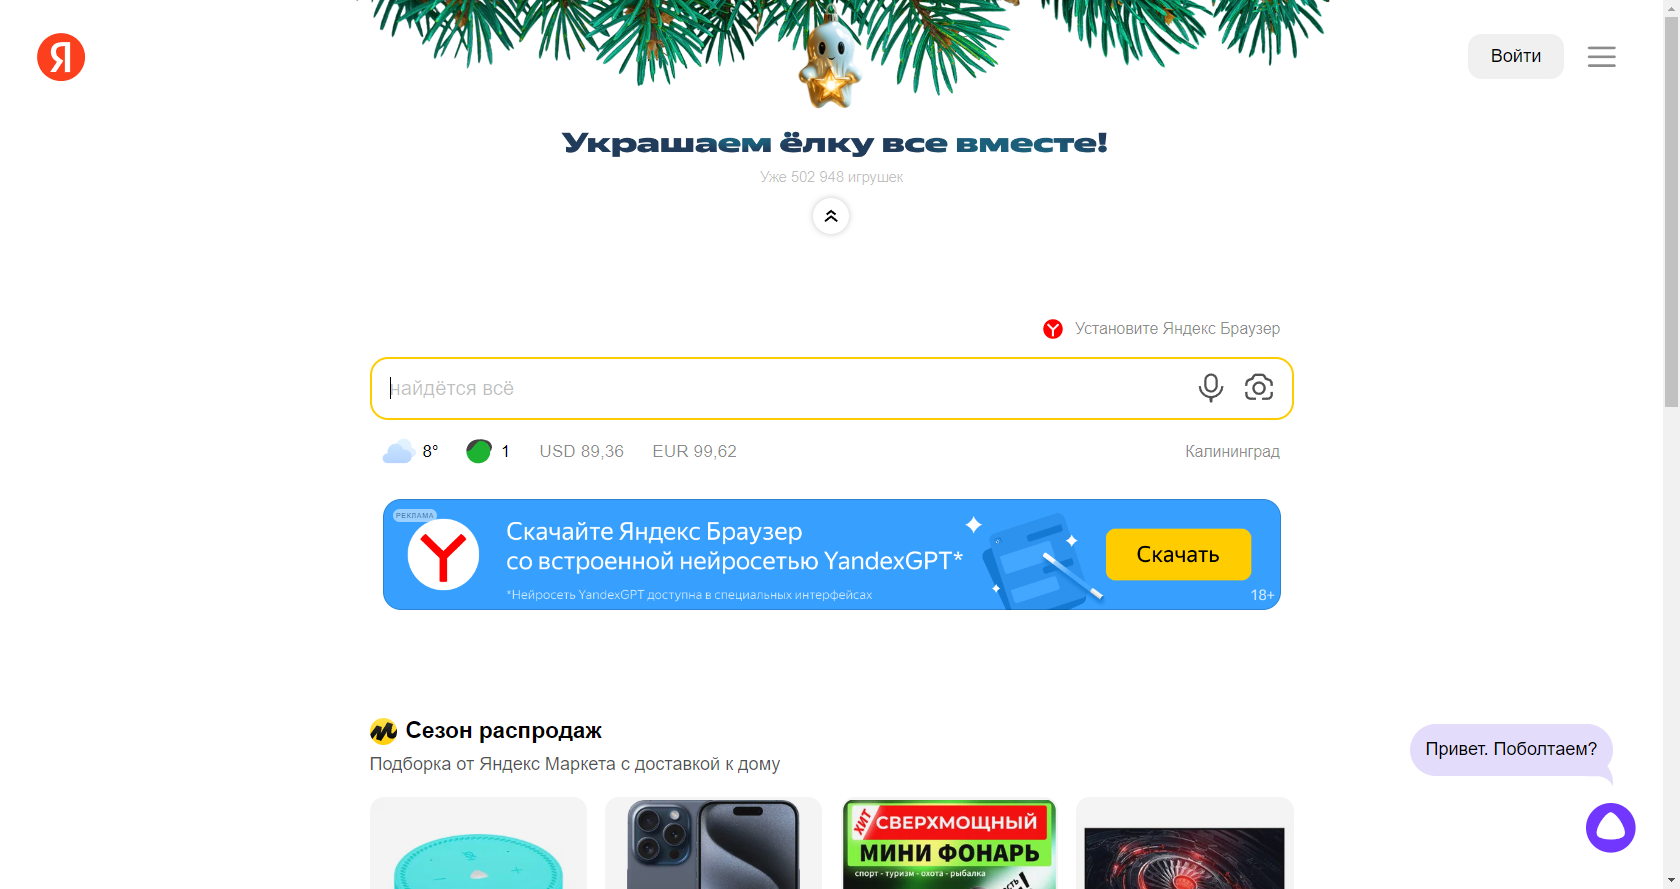 Я
Войти
Украшаем ёлку все вместе!
Уже 502 948 игрушек
Установите Яндекс Браузер
найдётся всё
8°
1
USD 89,36
EUR 99,62
Калининград
РЕКЛАМА
Скачайте Яндекс Браузер
со встроенной нейросетью YandexGPT*
*Нейросеть YandexGPT доступна в специальных интерфейсах
Скачать
18+
Сезон распродаж
Подборка от Яндекс Маркета с доставкой к дому
Привет. Поболтаем?
ХИТ
СВЕРХМОЩНЫЙ
МИНИ ФОНАРЬ
спорт - туризм - охота - рыбалка